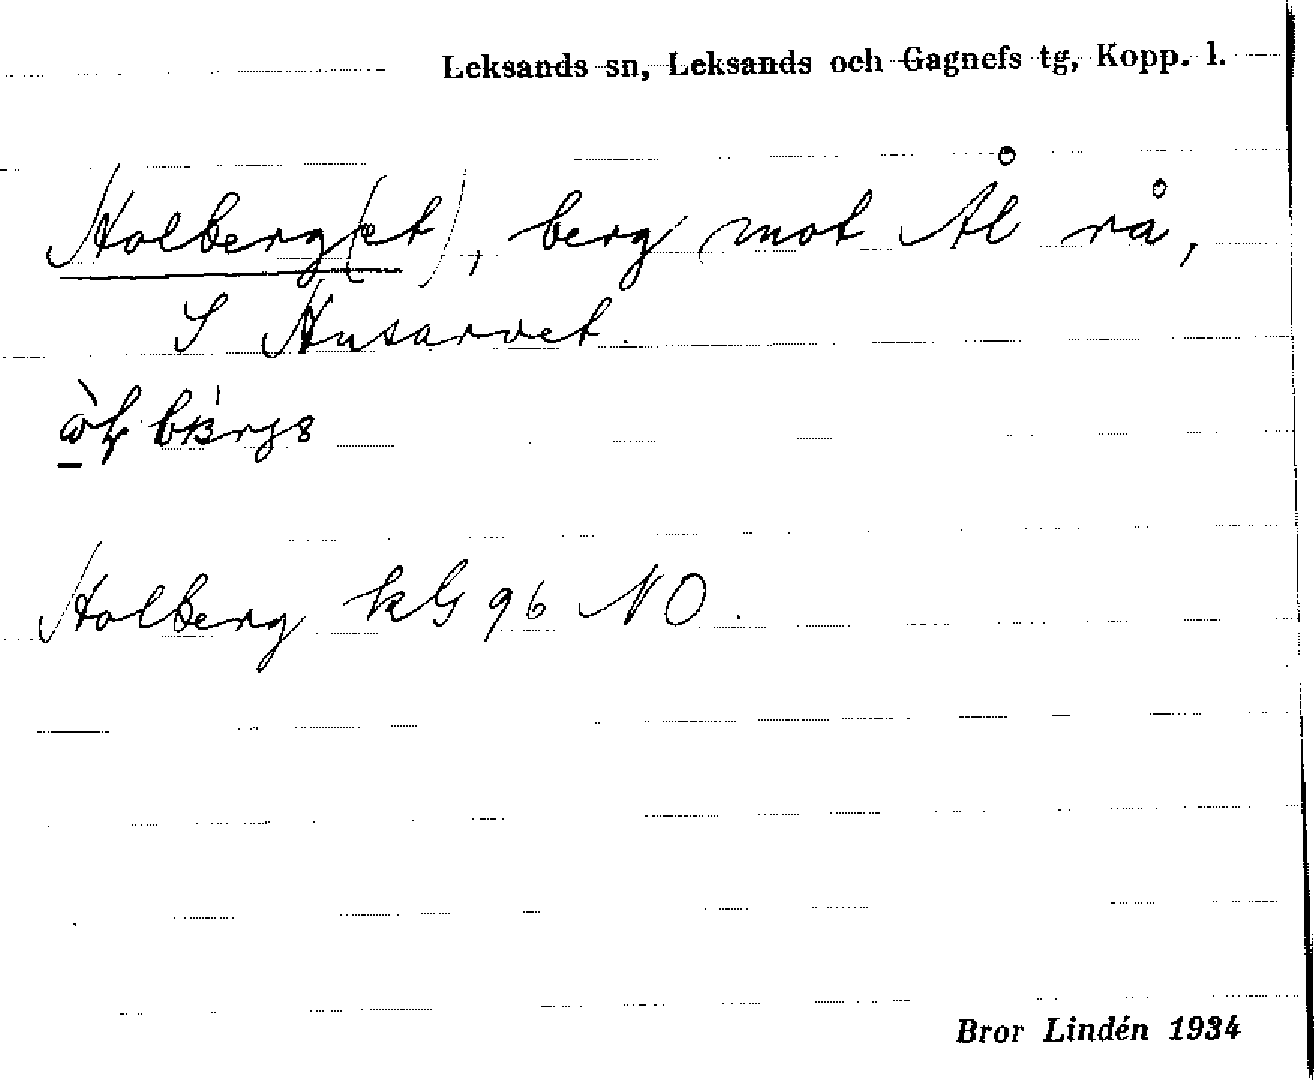 Leksands sn, Leksands och Gagnefs tg, Kopp. l.
Holberg(et), berg mot Ål rå,
S Husarvet.
Holberg kG 96 NO.
Bror Lindén 1934